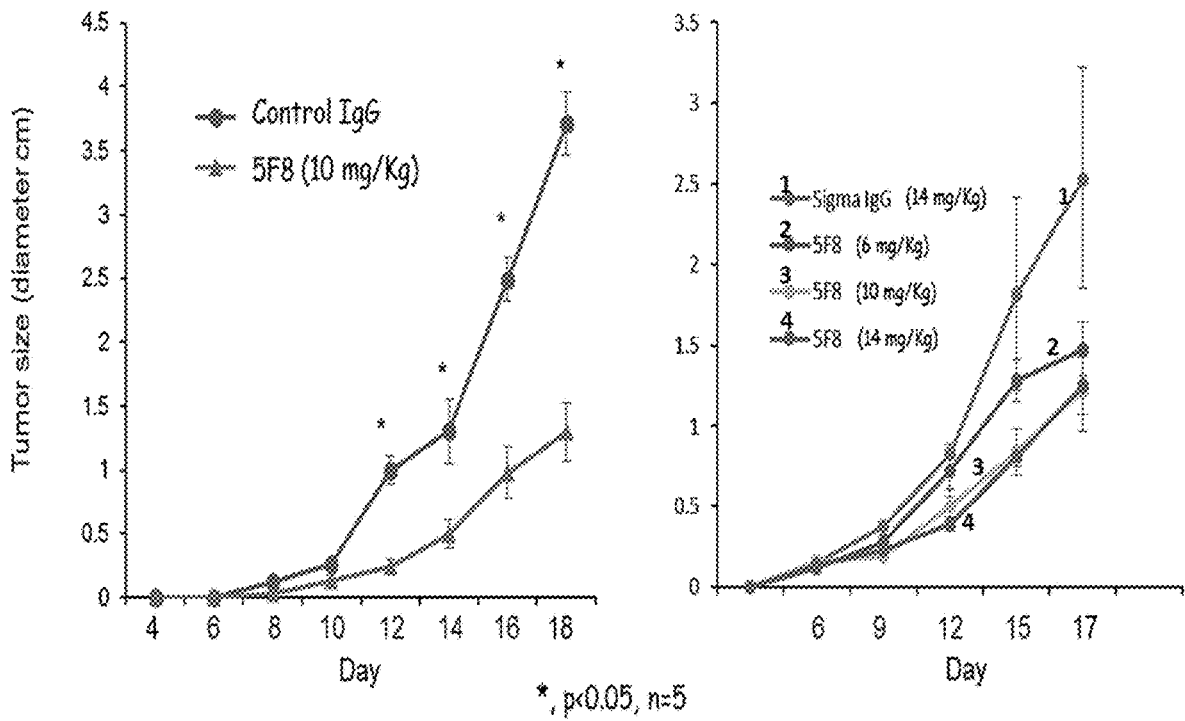 Tumor size (diameter cm)
4.5
4
3.5
3
2.5
2
1.5
1
0.5
0
*
*
*
*
Control IgG
5F8 (10 mg/Kg)
4 6 8 10 12 14 16 18
Day
3.5
3
2.5
2
1.5
1
0.5
0
1
Sigma IgG (14 mg/Kg)
2
5F8 (6 mg/Kg)
3
5F8 (10 mg/Kg)
4
5F8 (14 mg/Kg)
1
2
3
4
6 9 12 15 17
Day
*, p<0.05, n=5